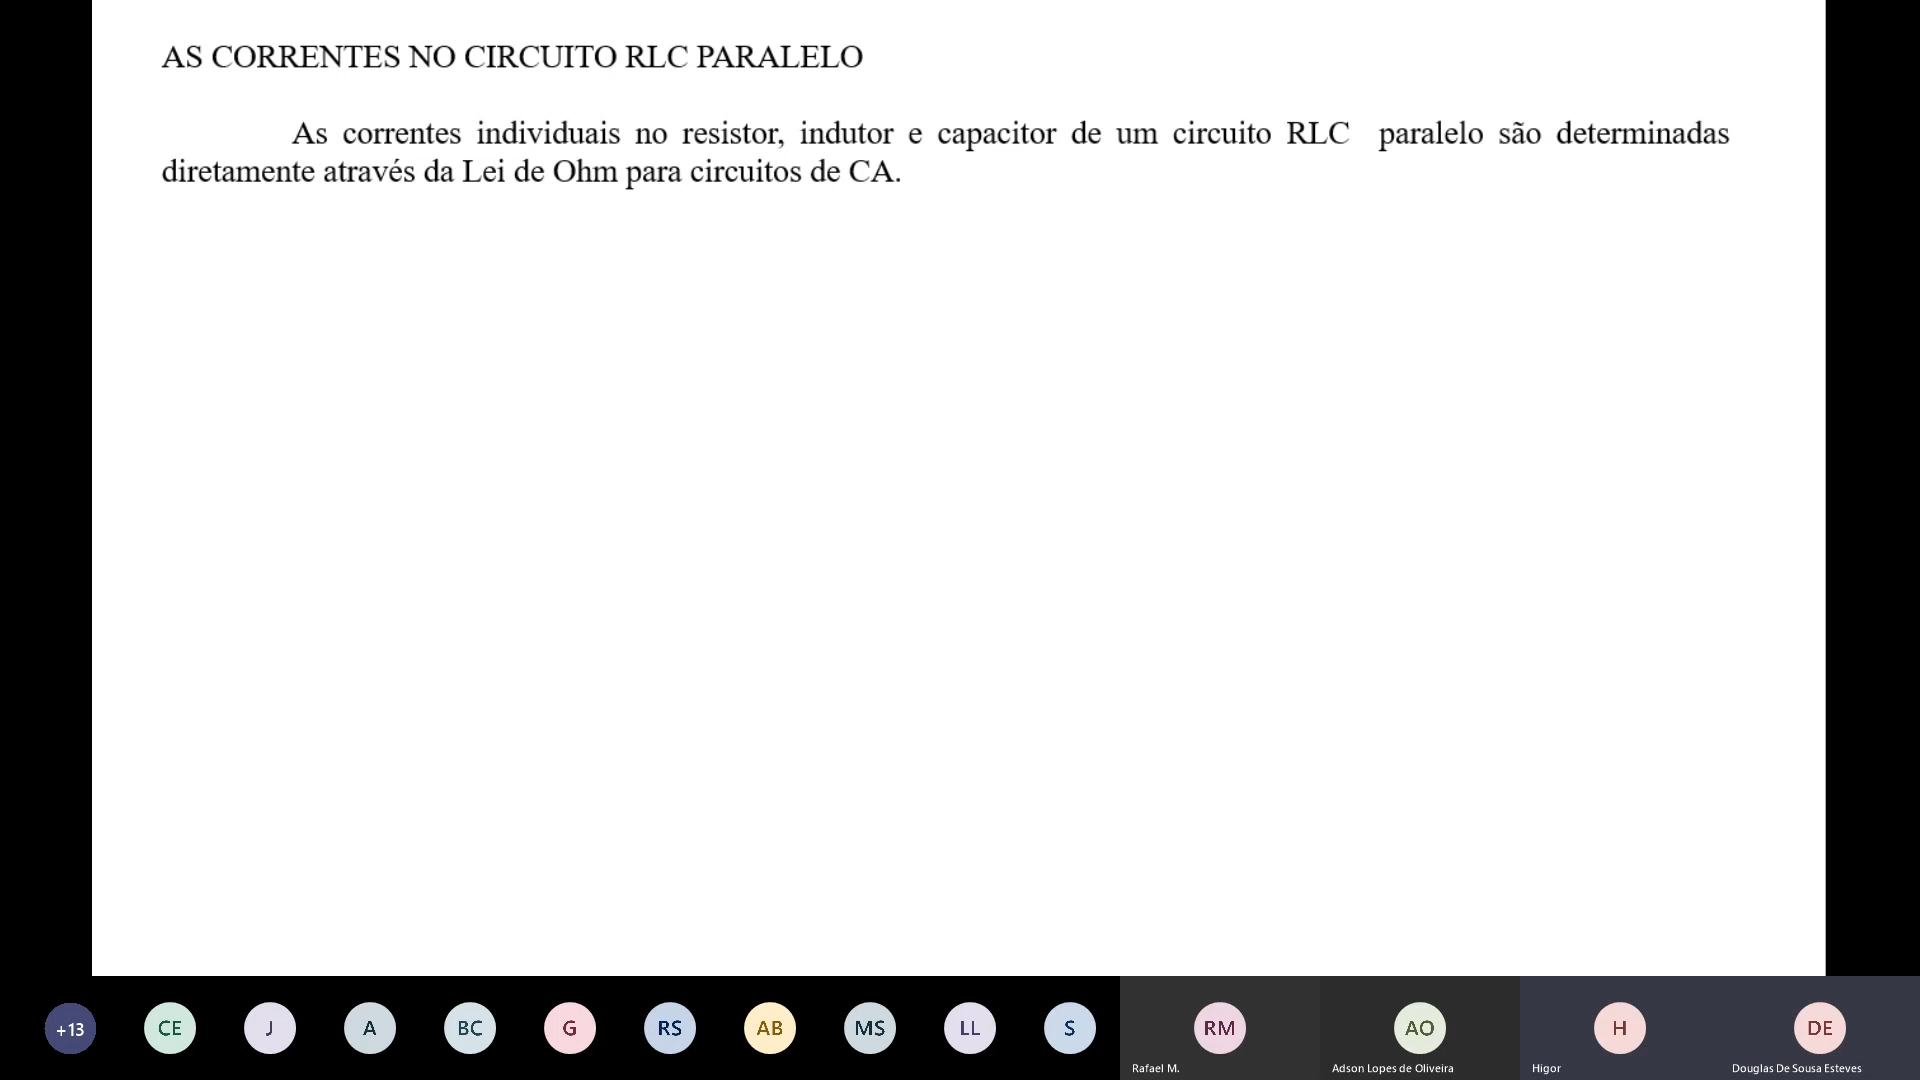 AS CORRENTES NO CIRCUITO RLC PARALELO
As correntes individuais no resistor, indutor e capacitor de um circuito RLC paralelo são determinadas
diretamente através da Lei de Ohm para circuitos de CA.
+13 CE J A BC G RS AB MS LL S RM AO H DE
Rafael M. Adson Lopes de Oliveira Higor Douglas De Sousa Esteves